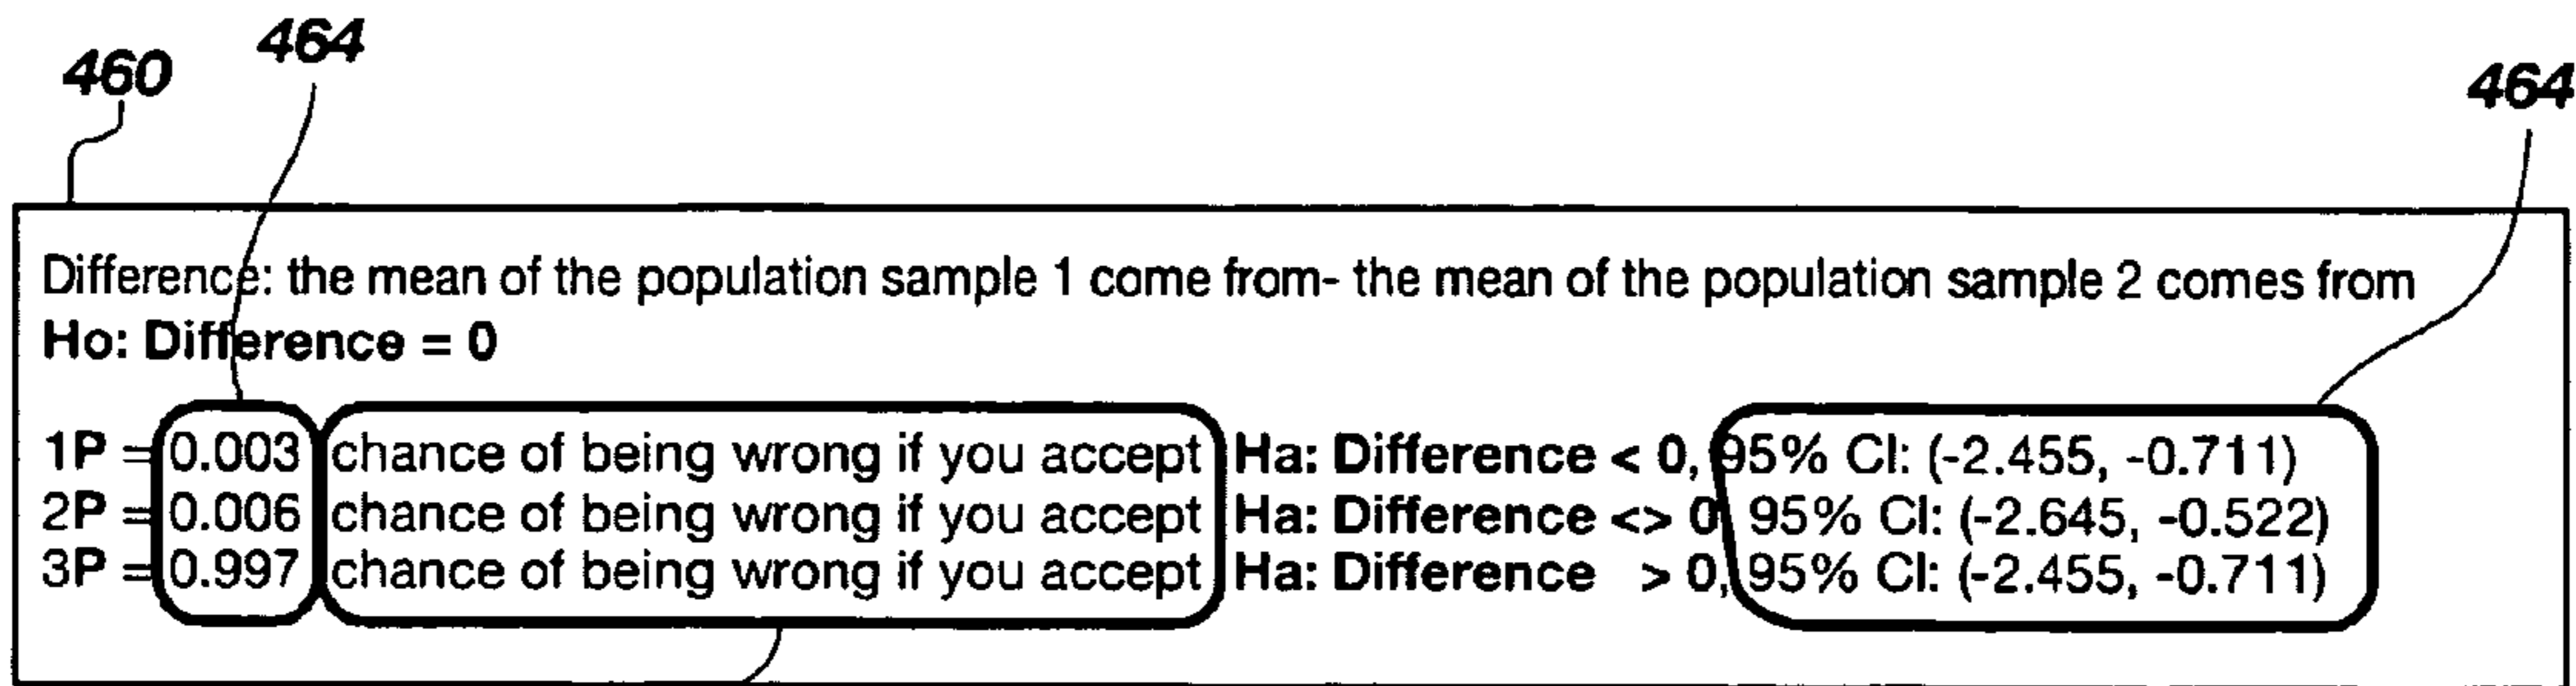 464
460
464
Difference: the mean of the population sample 1 come from- the mean of the population sample 2 comes from
Ho: Difference = 0
1P = 0.003 chance of being wrong if you accept Ha: Difference < 0, 95% CI: (-2.455, -0.711)
2P = 0.006 chance of being wrong if you accept Ha: Difference <> 0 95% CI: (-2.645, -0.522)
3P = 0.997 chance of being wrong if you accept Ha: Difference > 0, 95% CI: (-2.455, -0.711)